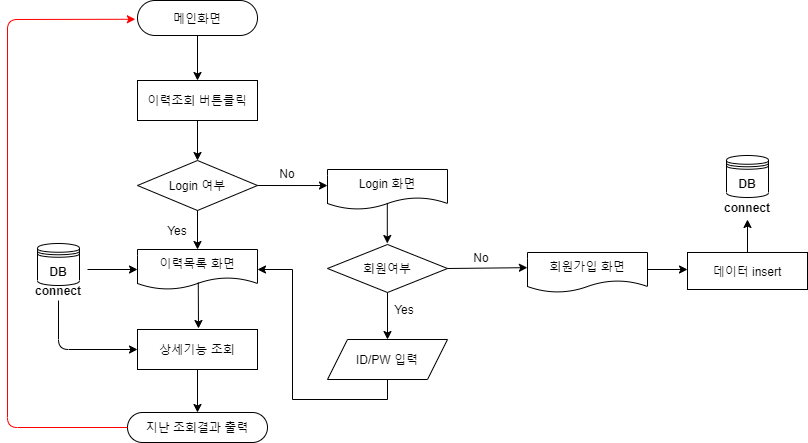 메인화면
이력조회 버튼클릭
Login 여부
No
Login 화면
DB
connect
Yes
DB
connect
이력목록 화면
회원여부
No
회원가입 화면
데이터 insert
Yes
상세기능 조회
ID/PW 입력
지난 조회결과 출력